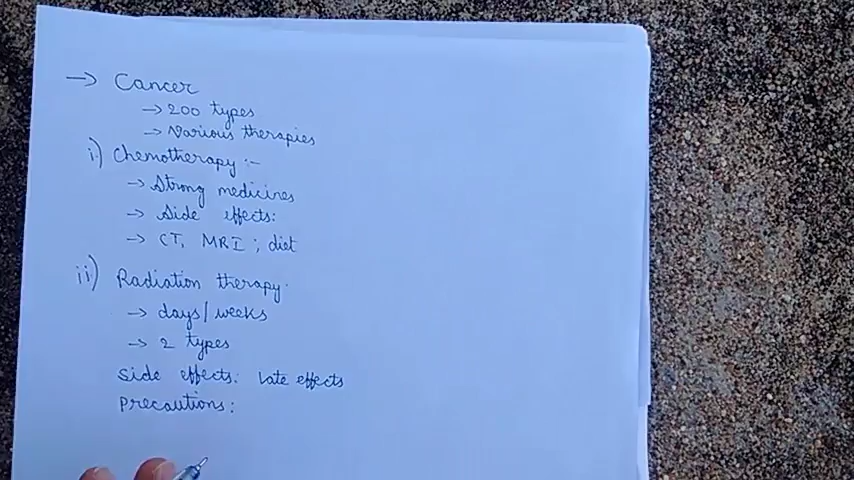 → Cancer
→ 200 types
→ Various therapies
i) Chemotherapy :-
→ Strong medicines
→ Side effects:
→ CT, MRI ; diet
ii) Radiation therapy.
→ days/weeks
→ 2 types
Side effects: Late effects
Precautions: